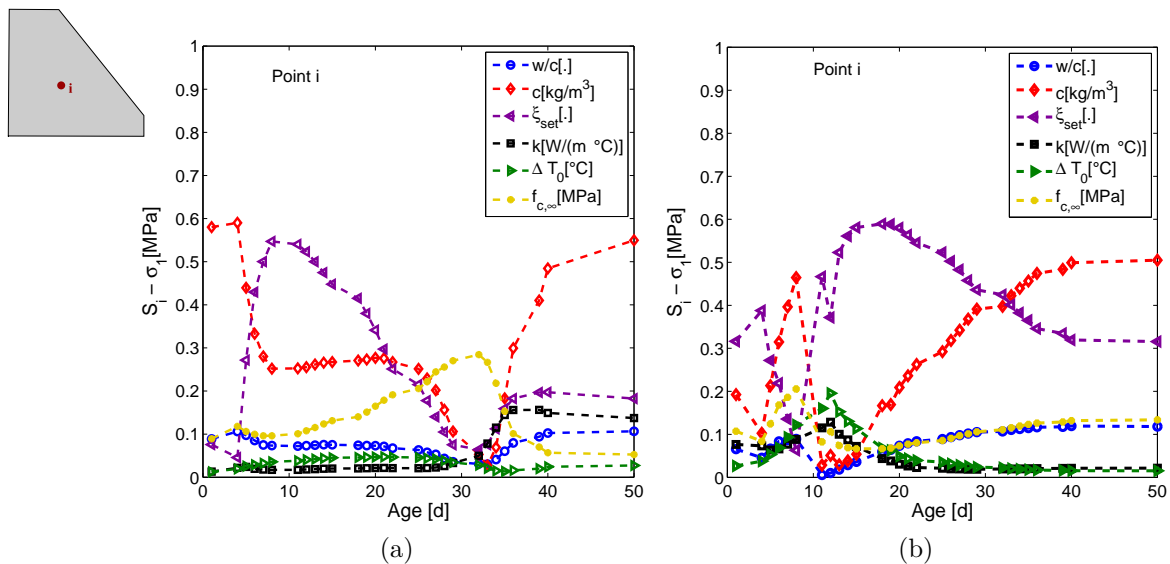 i
Point i
w/c[.]
c[kg/m³]
ξset[.]
k[W/(m °C)]
Δ T0[°C]
fc,∞[MPa]
Si − σ1[MPa]
1
0.9
0.8
0.7
0.6
0.5
0.4
0.3
0.2
0.1
0
0 10 20 30 40 50
Age [d]
(a)
Point i
w/c[.]
c[kg/m³]
ξset[.]
k[W/(m °C)]
Δ T0[°C]
fc,∞[MPa]
Si − σ1[MPa]
1
0.9
0.8
0.7
0.6
0.5
0.4
0.3
0.2
0.1
0
0 10 20 30 40 50
Age [d]
(b)